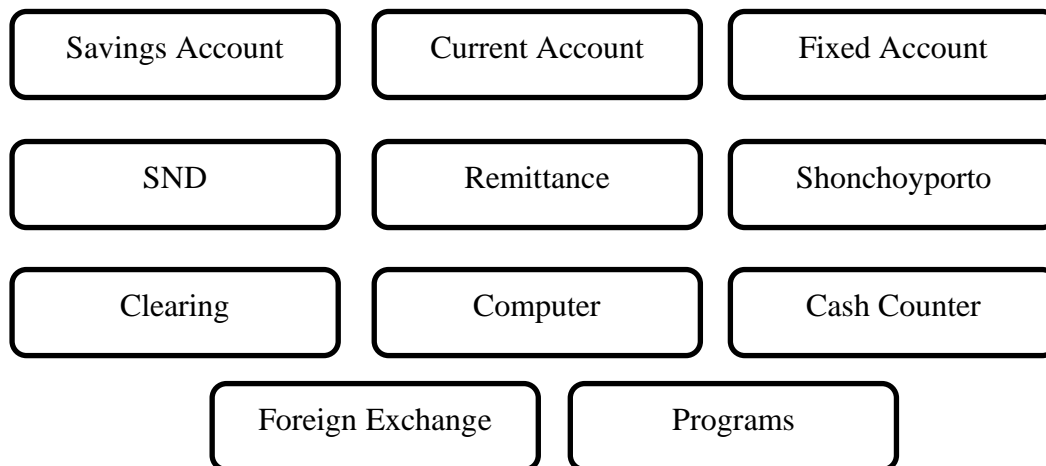 Savings Account
Current Account
Fixed Account
SND
Remittance
Shonchoyporto
Clearing
Computer
Cash Counter
Foreign Exchange
Programs